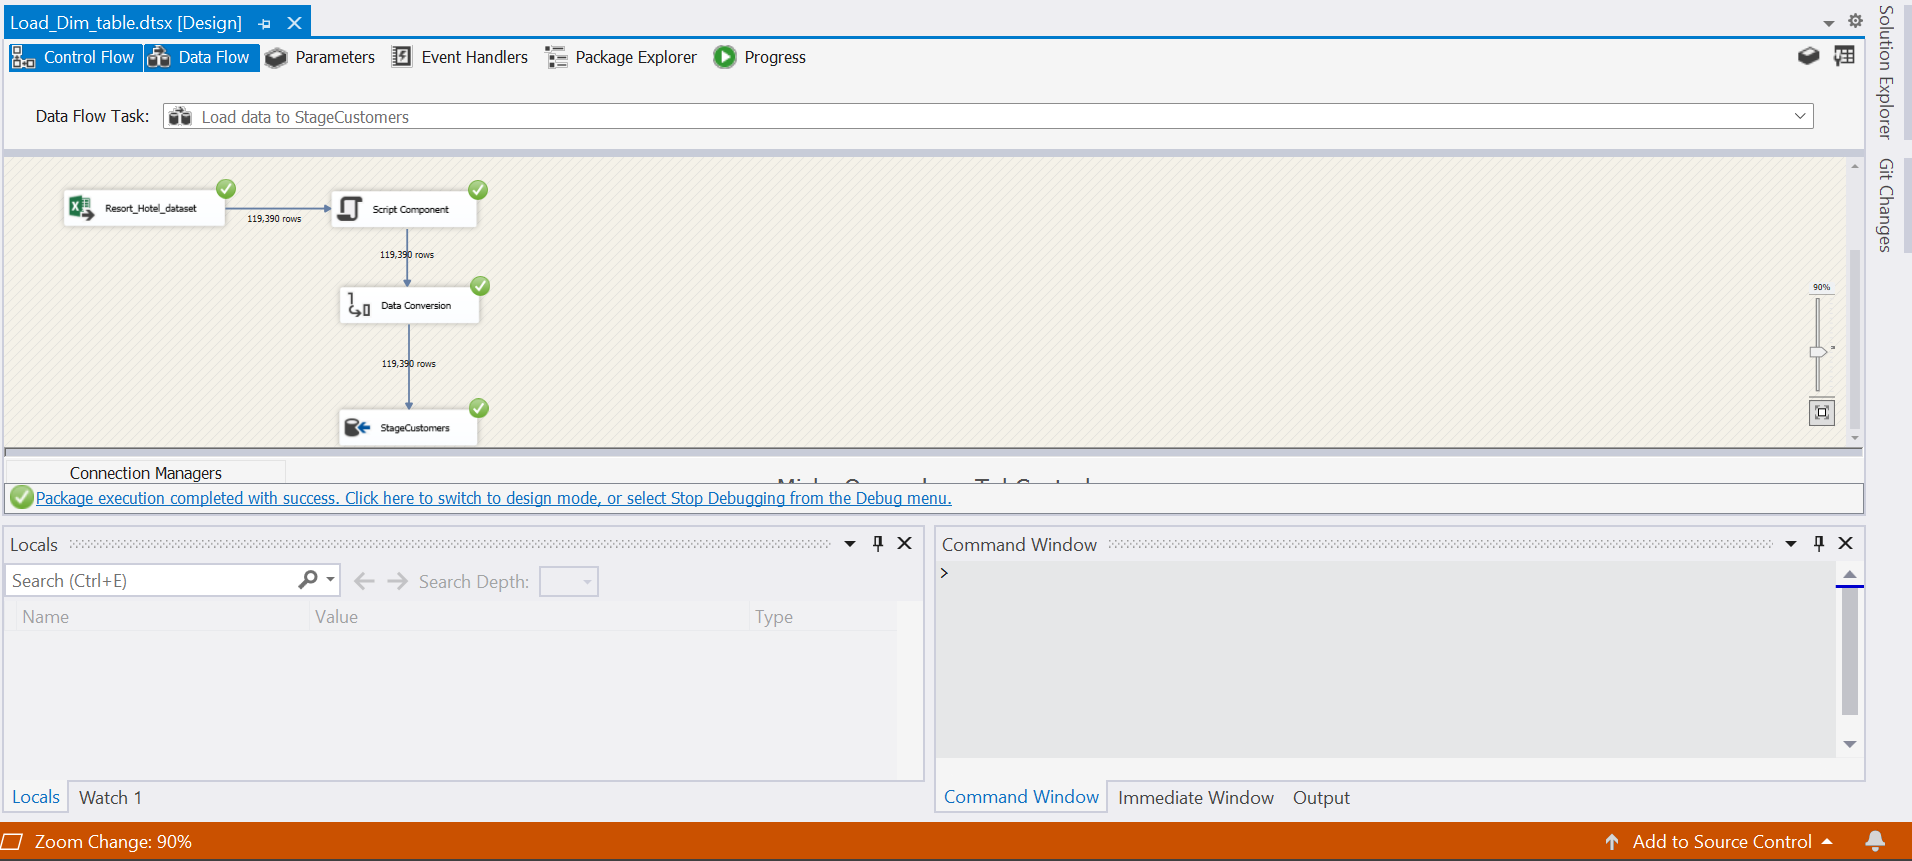 Load_Dim_table.dtsx [Design]
Control Flow
Data Flow
Parameters
Event Handlers
Package Explorer
Progress
Solution Explorer
Git Changes
Data Flow Task:
Load data to StageCustomers
Resort_Hotel_dataset
119,390 rows
Script Component
119,390 rows
Data Conversion
119,390 rows
StageCustomers
90%
Connection Managers
Package execution completed with success. Click here to switch to design mode, or select Stop Debugging from the Debug menu.
Locals
Search (Ctrl+E)
Search Depth:
Name
Value
Type
Locals
Watch 1
Command Window
>
Command Window
Immediate Window
Output
Zoom Change: 90%
Add to Source Control